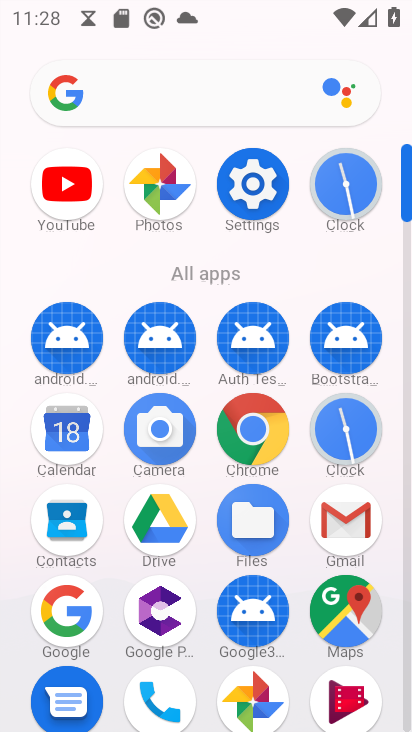 11:28
YouTube Photos Settings Clock
All apps
android.... android.... Auth Tes... Bootstra...
18
Calendar Camera Chrome Clock
Contacts Drive Files Gmail
Google Google P... Google3... Maps